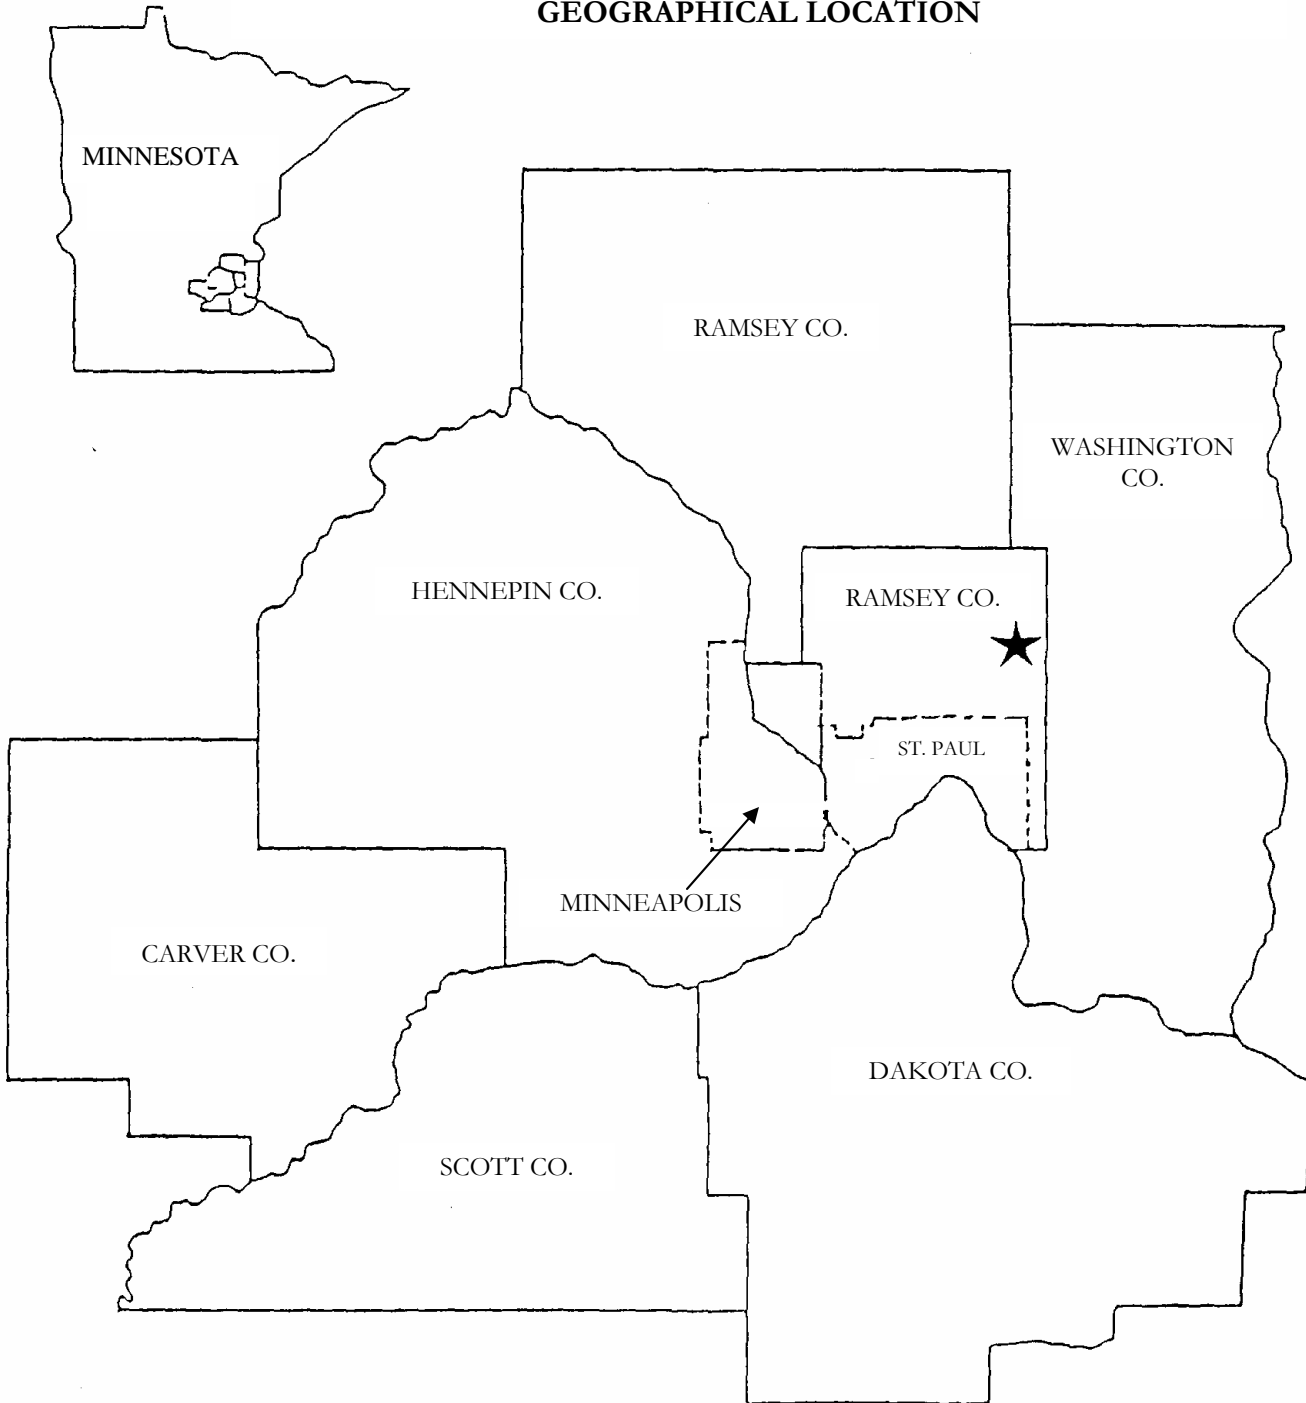 GEOGRAPHICAL LOCATION
MINNESOTA
RAMSEY CO.
WASHINGTON
CO.
HENNEPIN CO.
RAMSEY CO.
ST. PAUL
MINNEAPOLIS
CARVER CO.
DAKOTA CO.
SCOTT CO.